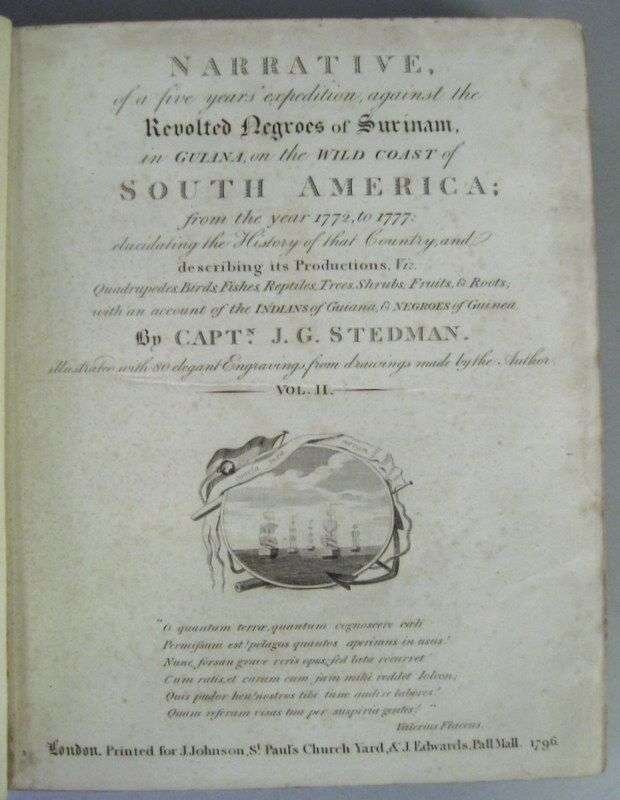 NARRATIVE,
of a five years' expedition, against the
Revolted Negroes of Surinam,
in GUIANA, on the WILD COAST of
SOUTH AMERICA;
from the year 1772, to 1777:
elucidating the History of that Country, and
describing its Productions, Viz.
Quadrupedes, Birds, Fishes, Reptiles, Trees, Shrubs, Fruits, & Roots;
with an account of the INDIANS of Guiana, & NEGROES of Guinea.
By CAPTN. J. G. STEDMAN.
illustrated with 80 elegant Engravings, from drawings made by the Author.
VOL. II.
"O quantum terræ, quantum cognoscere cœli
Permissum est! pelagus quantos aperimus in usus!
Nunc forsan grave reris opus, sed læta recurret
Cum ratis, et caram cum jam mihi reddet Iolcon;
Quis pudor heu! nostros tibi tunc audire labores!
Quam referam visas tua per suspiria gentes!"
Valerius Flaccus.
London. Printed for J. Johnson, St. Paul's Church Yard, & J. Edwards, Pall Mall. 1796